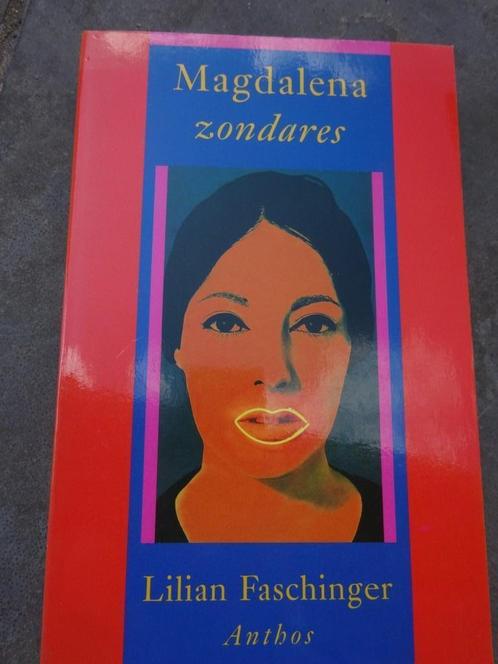 Magdalena
zondares
Lilian Faschinger
Anthos